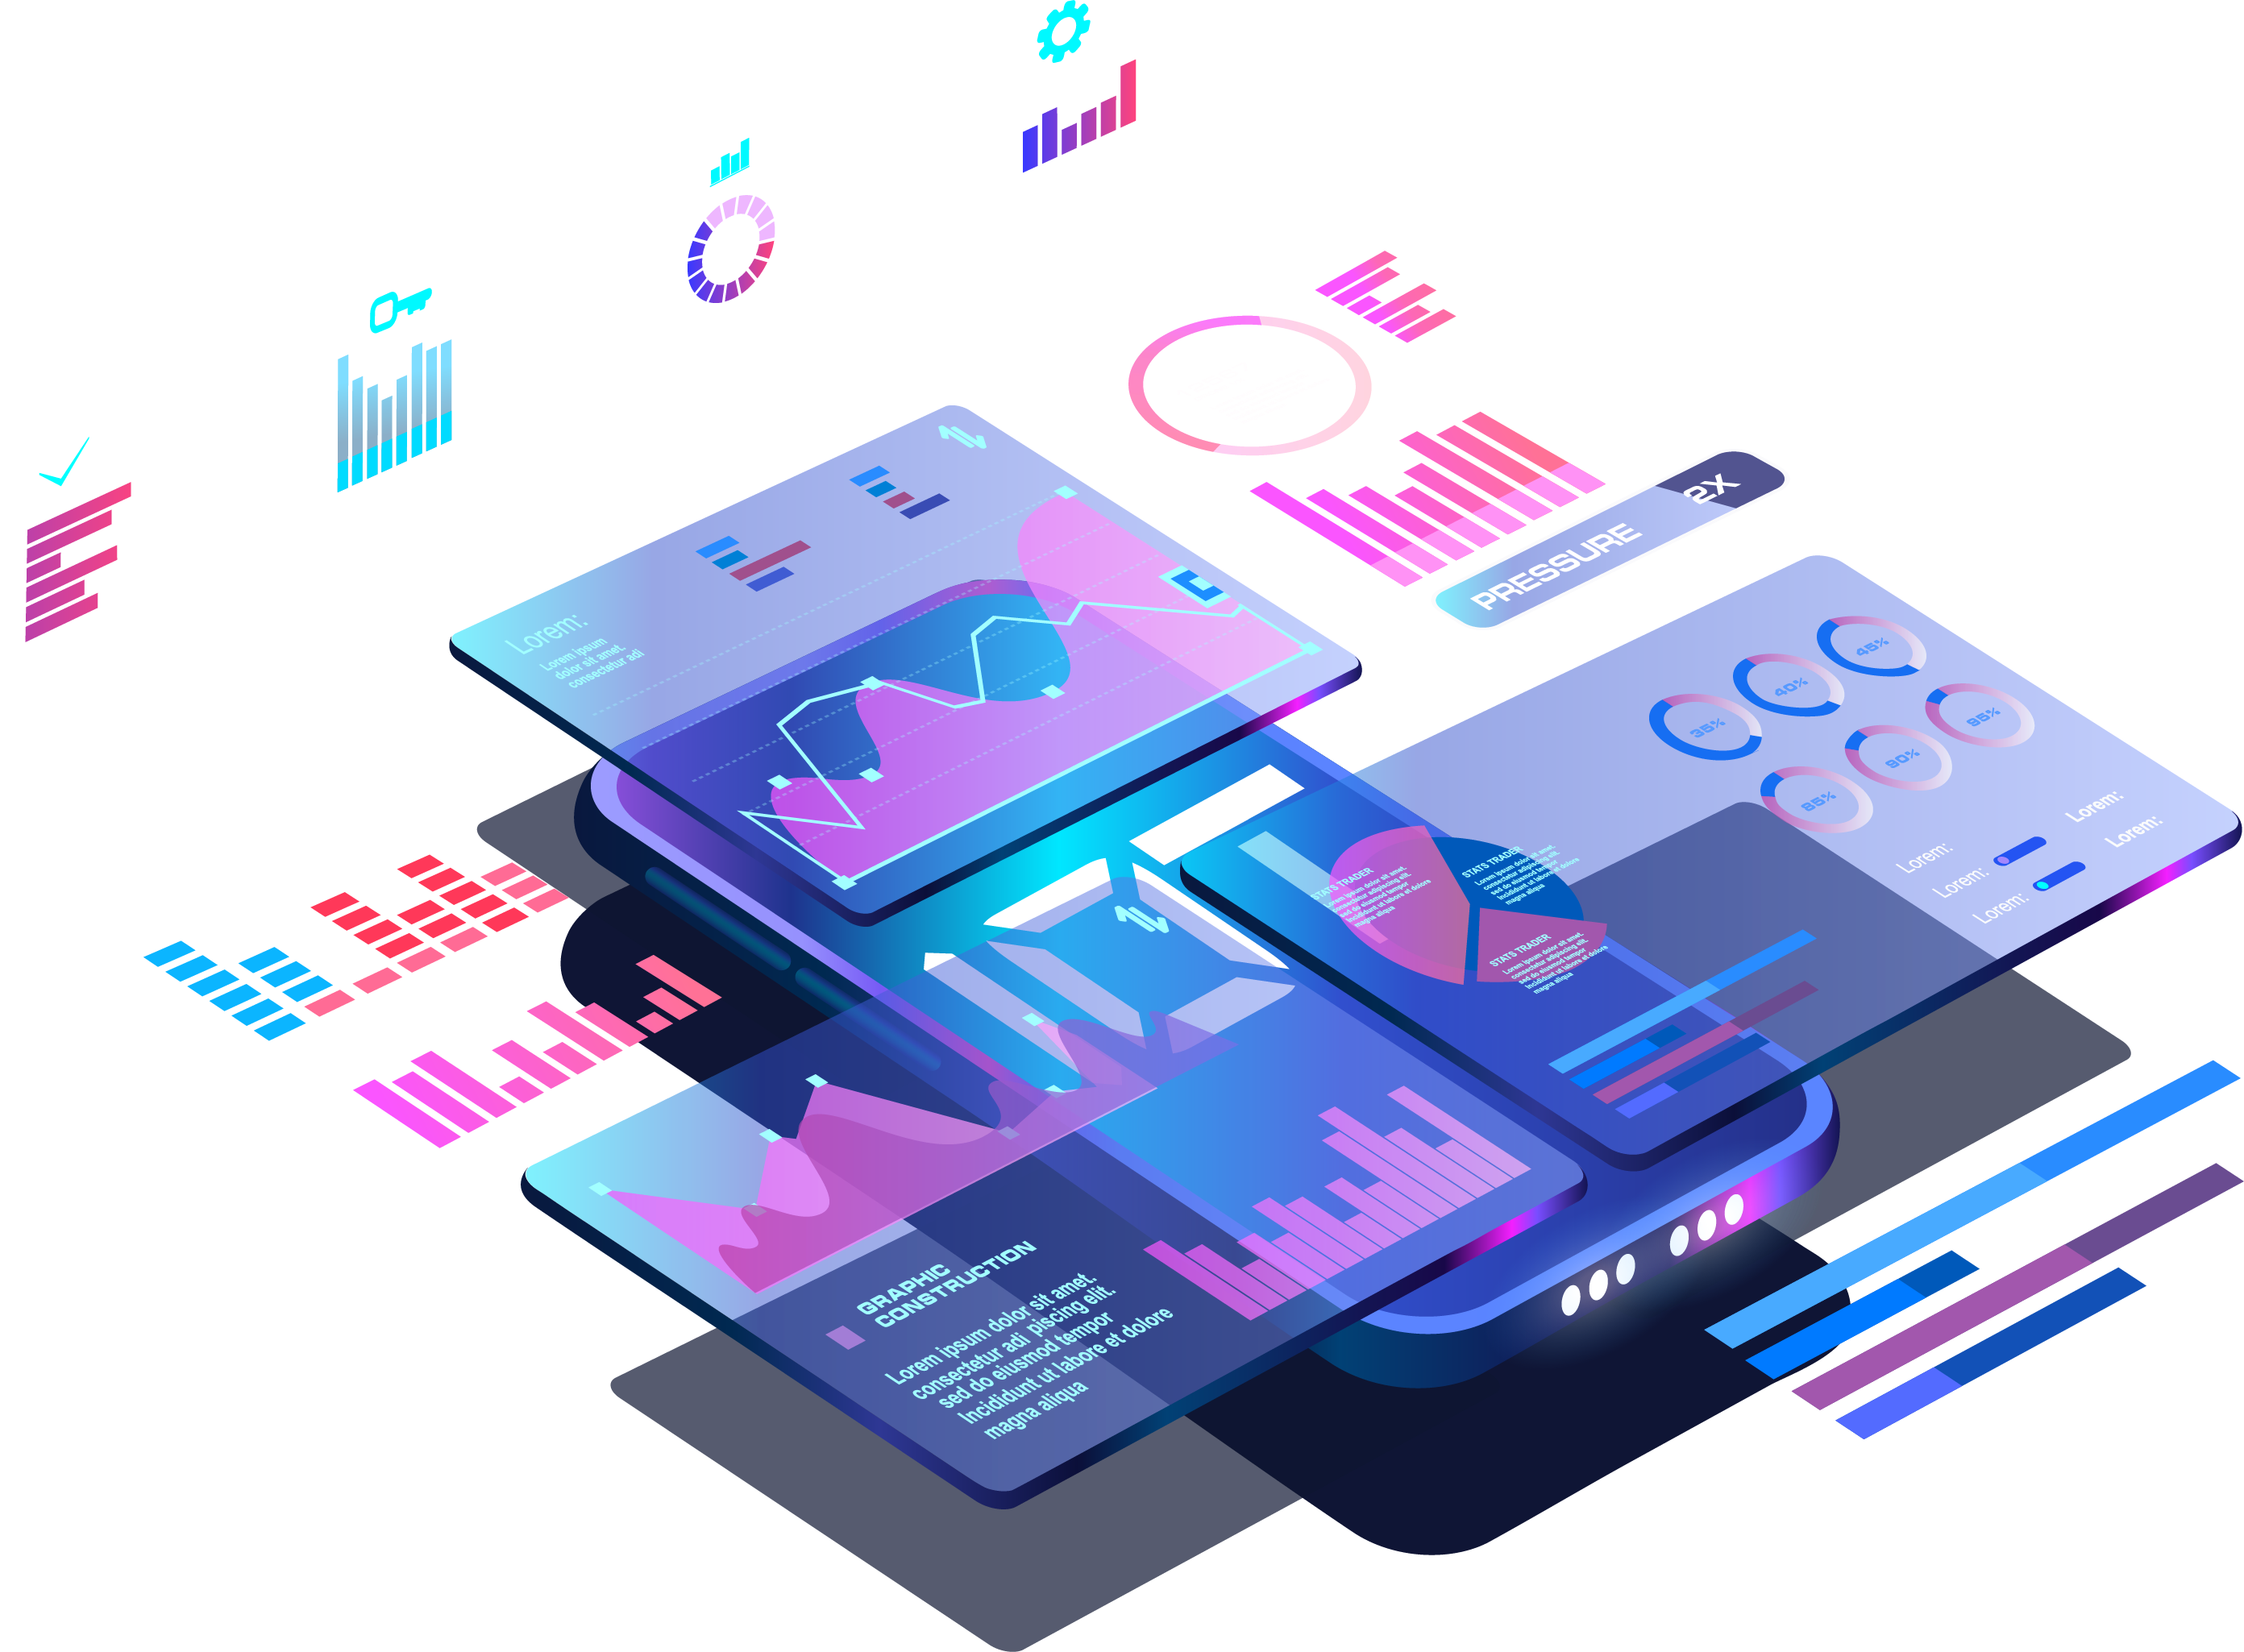 Lorem:
Lorem ipsum
dolor sit amet.
consectetur adi
PRESSURE
2X
35%
40%
45%
85%
90%
95%
Lorem:
Lorem:
Lorem:
Lorem:
Lorem:
STATS TRADER
Lorem ipsum dolor sit amet.
consectetur adipiscing elit.
sed do eiusmod tempor
incididunt ut labore et dolore
magna aliqua
STATS TRADER
Lorem ipsum dolor sit amet.
consectetur adipiscing elit.
sed do eiusmod tempor
incididunt ut labore et dolore
magna aliqua
STATS TRADER
Lorem ipsum dolor sit amet.
consectetur adipiscing elit.
sed do eiusmod tempor
incididunt ut labore et dolore
magna aliqua
GRAPHIC
CONSTRUCTION
Lorem ipsum dolor sit amet.
consectetur adi piscing elit.
sed do eiusmod tempor
Incididunt ut labore et dolore
magna aliqua